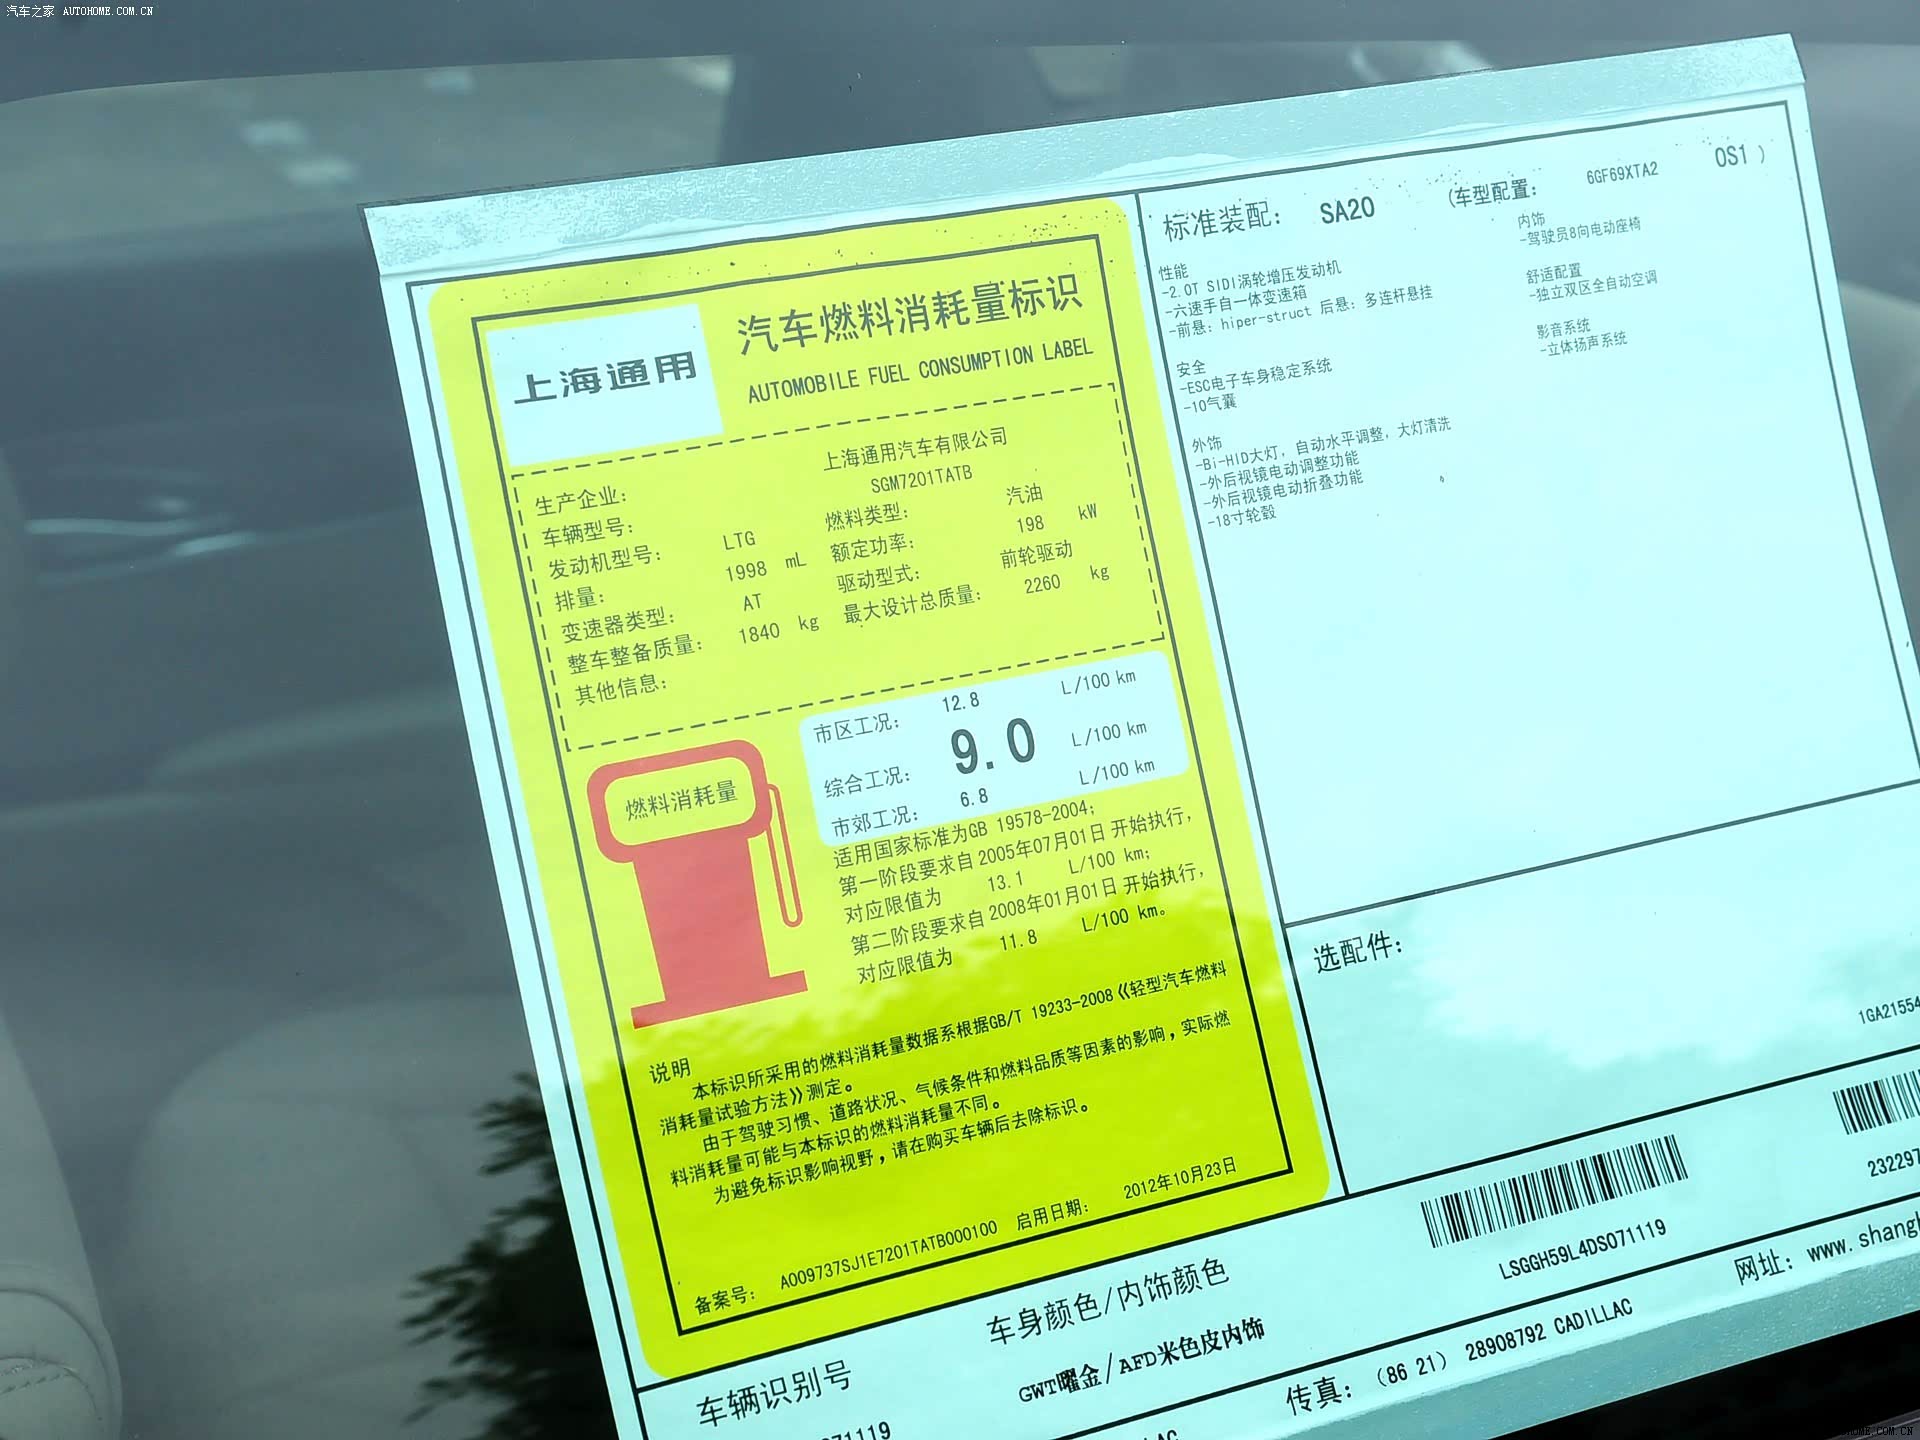 汽车之家 AUTOHOME.COM.CN
上海通用
汽车燃料消耗量标识
AUTOMOBILE FUEL CONSUMPTION LABEL
生产企业: 上海通用汽车有限公司
车辆型号: SGM7201TATB
发动机型号: LTG 燃料类型: 汽油
排量: 1998 mL 额定功率: 198 kW
变速器类型: AT 驱动型式: 前轮驱动
整车整备质量: 1840 kg 最大设计总质量: 2260 kg
其他信息:
燃料消耗量
市区工况: 12.8 L/100 km
综合工况: 9.0 L/100 km
市郊工况: 6.8 L/100 km
适用国家标准为GB 19578-2004;
第一阶段要求自 2005年07月01日 开始执行,
对应限值为 13.1 L/100 km;
第二阶段要求自 2008年01月01日 开始执行,
对应限值为 11.8 L/100 km。
说明
本标识所采用的燃料消耗量数据系根据GB/T 19233-2008《轻型汽车燃料
消耗量试验方法》测定。
由于驾驶习惯、道路状况、气候条件和燃料品质等因素的影响,实际燃
料消耗量可能与本标识的燃料消耗量不同。
为避免标识影响视野,请在购买车辆后去除标识。
备案号: A009737SJ1E7201TATB000100 启用日期: 2012年10月23日
标准装配: SA20 (车型配置: 6GF69XTA2 0S1 )
性能
-2.0T SIDI涡轮增压发动机
-六速手自一体变速箱
-前悬: hiper-struct 后悬: 多连杆悬挂
安全
-ESC电子车身稳定系统
-10气囊
外饰
-Bi-HID大灯, 自动水平调整, 大灯清洗
-外后视镜电动调整功能
-外后视镜电动折叠功能
-18寸轮毂
内饰
-驾驶员8向电动座椅
舒适配置
-独立双区全自动空调
影音系统
-立体扬声系统
选配件:
1GA21554
232297
LSGGH59L4DS071119
车辆识别号
071119
车身颜色/内饰颜色
GWT曜金/AFD米色皮内饰
传真: (86 21) 28908792 CADILLAC
网址: www.shangh